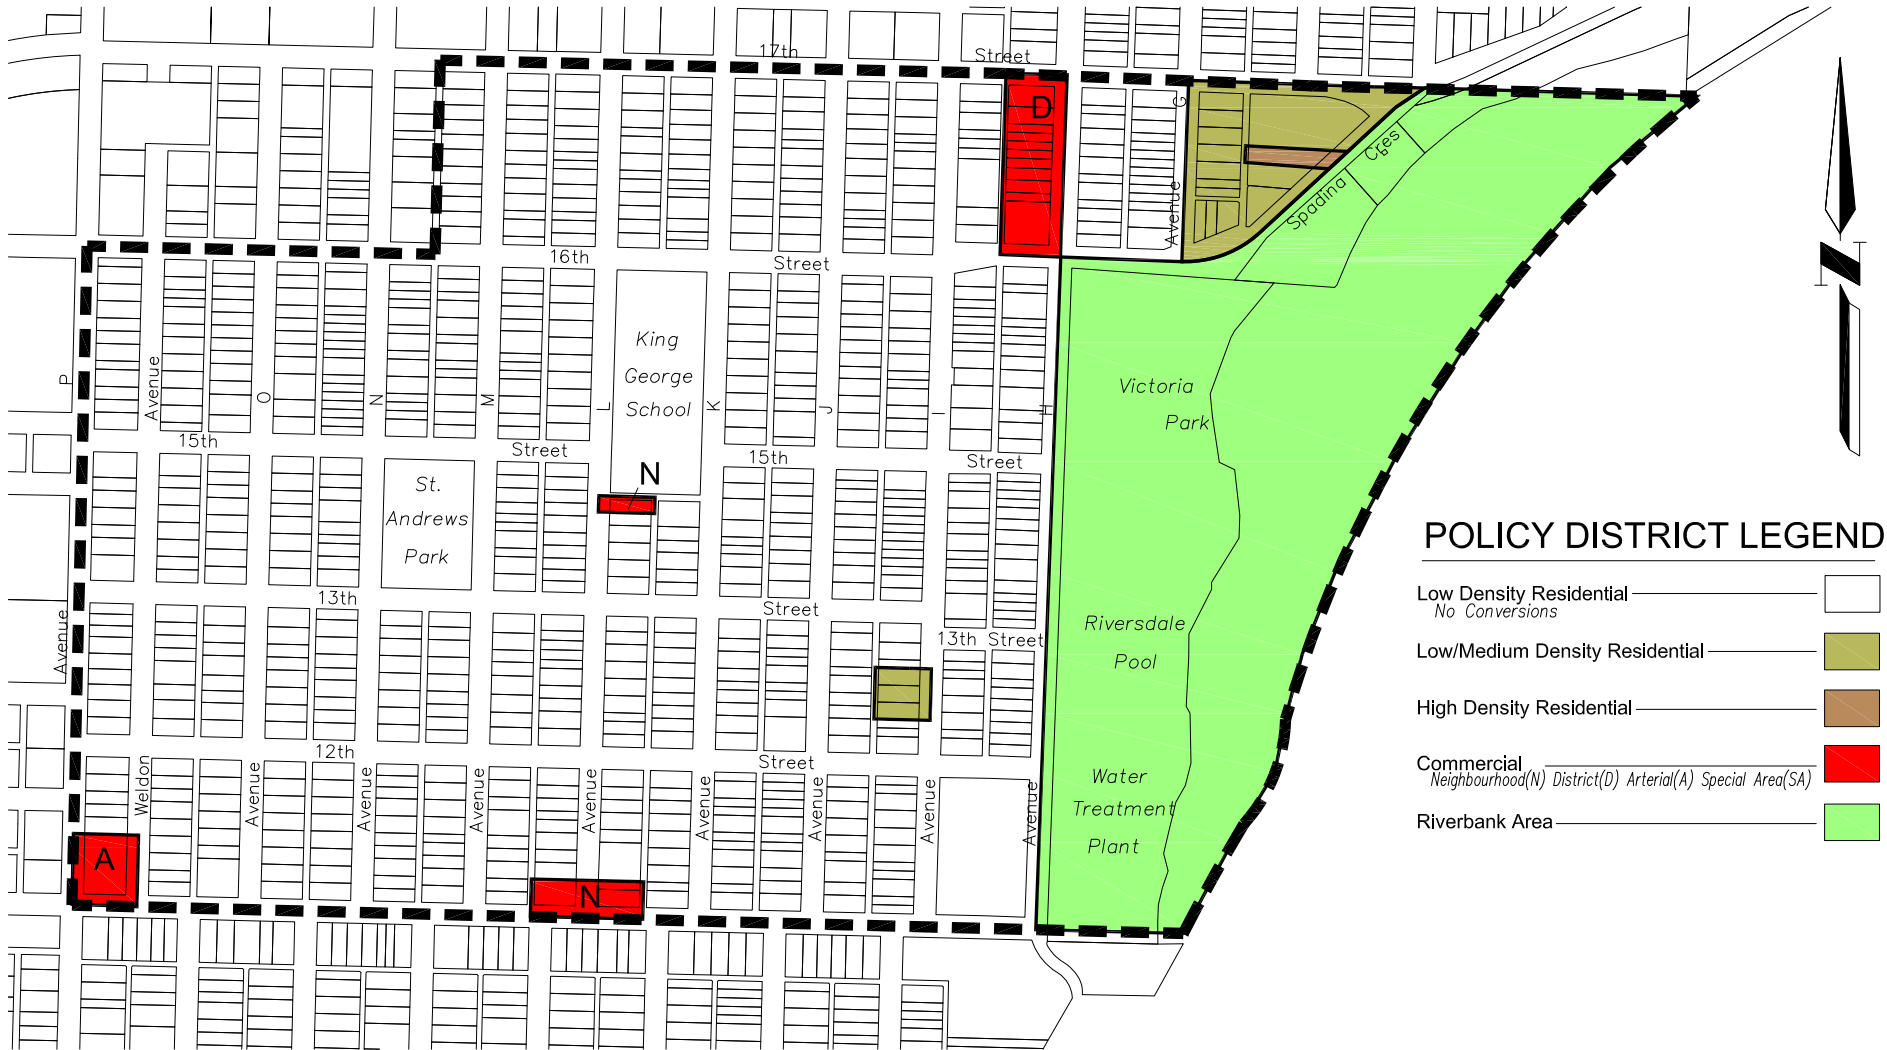 17th
Street
D
G
Avenue
Cres
Spadina
16th
Street
P
Avenue
O
N
M
L
King
George
School
K
J
I
H
Victoria
Park
15th
Street
15th
Street
N
St.
Andrews
Park
13th
Street
13th Street
Avenue
Riversdale
Pool
12th
Street
Weldon
Avenue
Avenue
Avenue
Avenue
Avenue
Avenue
Avenue
Avenue
Water
Treatment
Plant
A
N
N
POLICY DISTRICT LEGEND
Low Density Residential
No Conversions
Low/Medium Density Residential
High Density Residential
Commercial
Neighbourhood(N) District(D) Arterial(A) Special Area(SA)
Riverbank Area